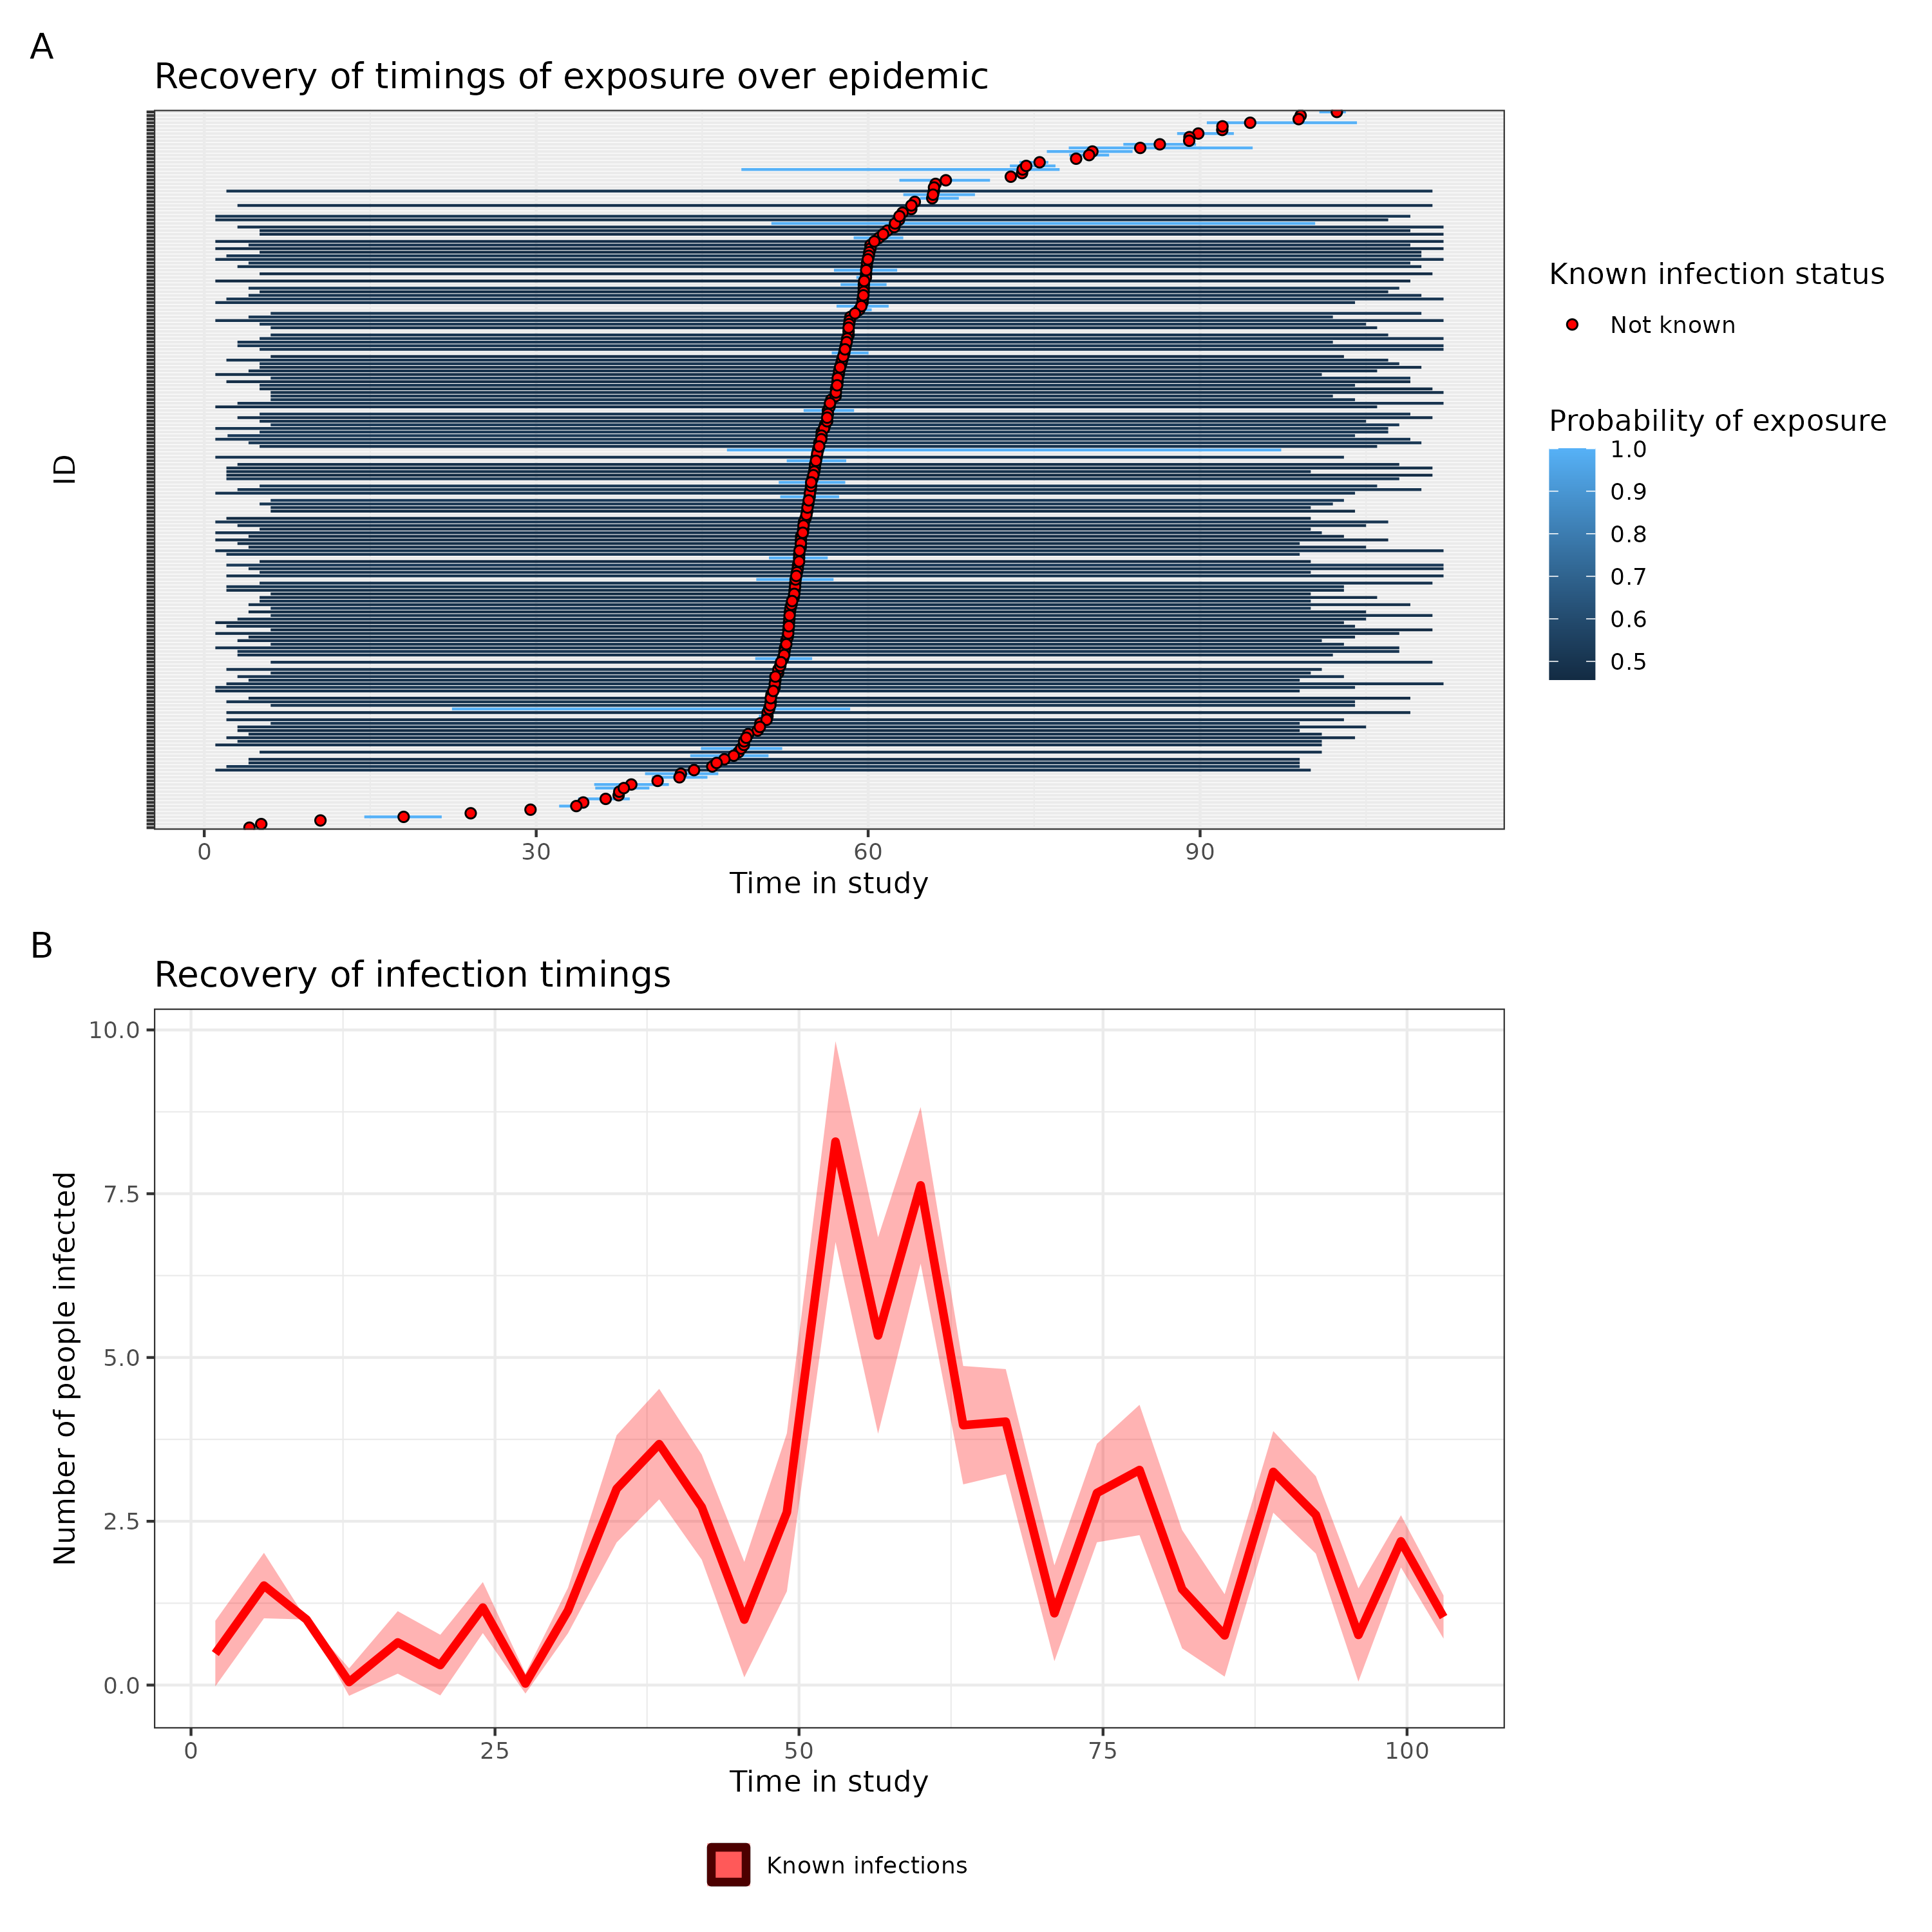 A
Recovery of timings of exposure over epidemic
ID
0 30 60 90
Time in study
Known infection status
Not known
Probability of exposure
1.0
0.9
0.8
0.7
0.6
0.5
B
Recovery of infection timings
Number of people infected
10.0
7.5
5.0
2.5
0.0
0 25 50 75 100
Time in study
Known infections